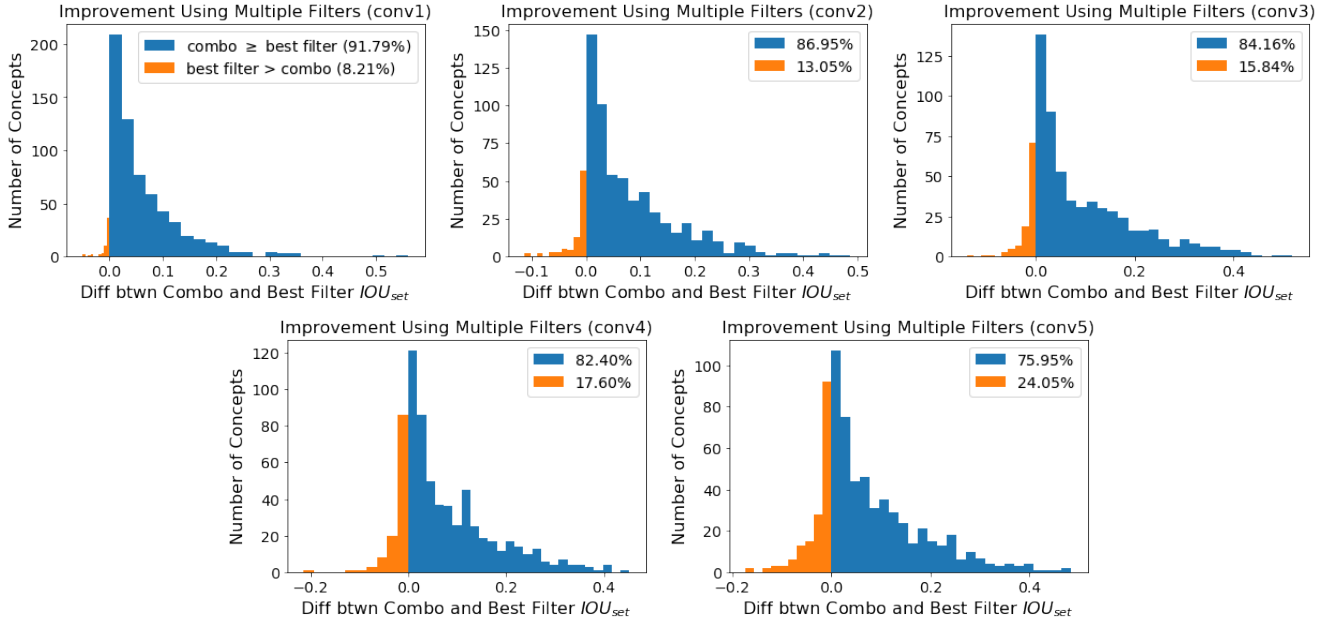 Improvement Using Multiple Filters (conv1)
Number of Concepts
200
150
100
50
0
combo ≥ best filter (91.79%)
best filter > combo (8.21%)
0.0 0.1 0.2 0.3 0.4 0.5
Diff btwn Combo and Best Filter IOU_set
Improvement Using Multiple Filters (conv2)
Number of Concepts
150
125
100
75
50
25
0
86.95%
13.05%
−0.1 0.0 0.1 0.2 0.3 0.4 0.5
Diff btwn Combo and Best Filter IOU_set
Improvement Using Multiple Filters (conv3)
Number of Concepts
125
100
75
50
25
0
84.16%
15.84%
0.0 0.2 0.4
Diff btwn Combo and Best Filter IOU_set
Improvement Using Multiple Filters (conv4)
Number of Concepts
120
100
80
60
40
20
0
82.40%
17.60%
−0.2 0.0 0.2 0.4
Diff btwn Combo and Best Filter IOU_set
Improvement Using Multiple Filters (conv5)
Number of Concepts
100
80
60
40
20
0
75.95%
24.05%
−0.2 0.0 0.2 0.4
Diff btwn Combo and Best Filter IOU_set